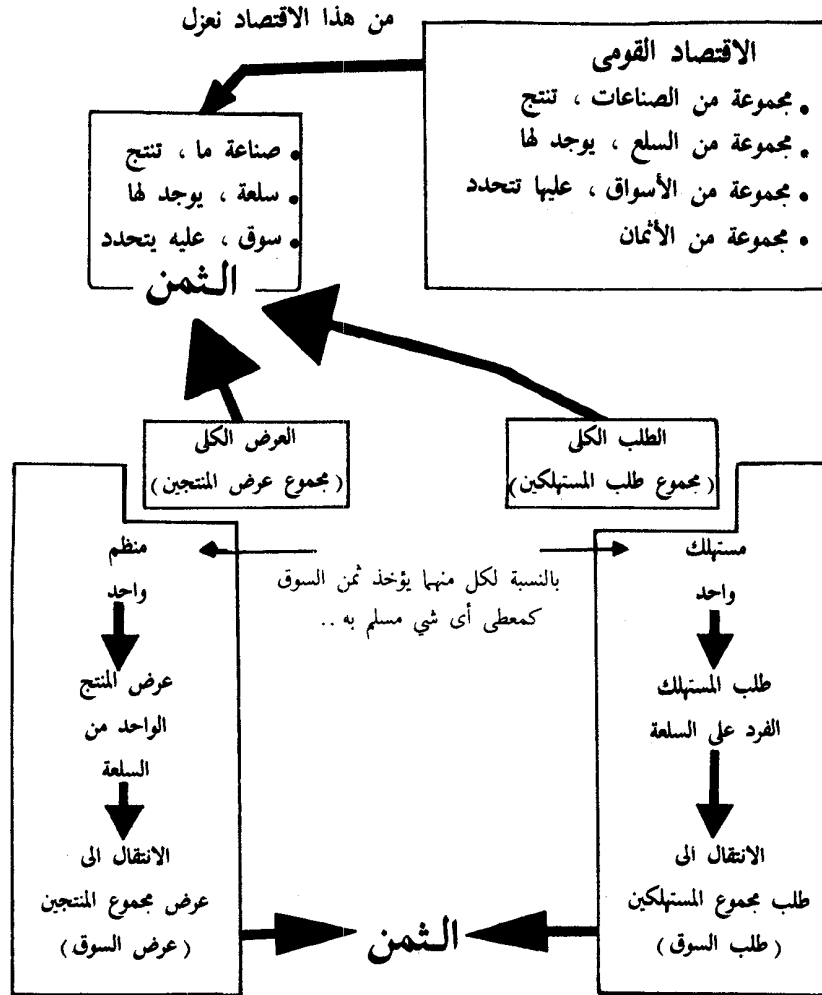 من هذا الاقتصاد نعزل
الاقتصاد القومى
• مجموعة من الصناعات ، تنتج
• مجموعة من السلع ، يوجد لها
• مجموعة من الأسواق ، عليها تتحدد
• مجموعة من الأثمان
• صناعة ما ، تنتج
• سلعة ، يوجد لها
• سوق ، عليه يتحدد
الـثمن
الطلب الكلى
(مجموع طلب المستهلكين)
العرض الكلى
(مجموع عرض المنتجين)
مستهلك
واحد
طلب المستهلك
الفرد على السلعة
الانتقال الى
طلب مجموع المستهلكين
(طلب السوق)
بالنسبة لكل منهما يؤخذ ثمن السوق
كمعطى أى شي مسلم به ..
منظم
واحد
عرض المنتج
الواحد من
السلعة
الانتقال الى
عرض مجموع المنتجين
(عرض السوق)
الـثمن